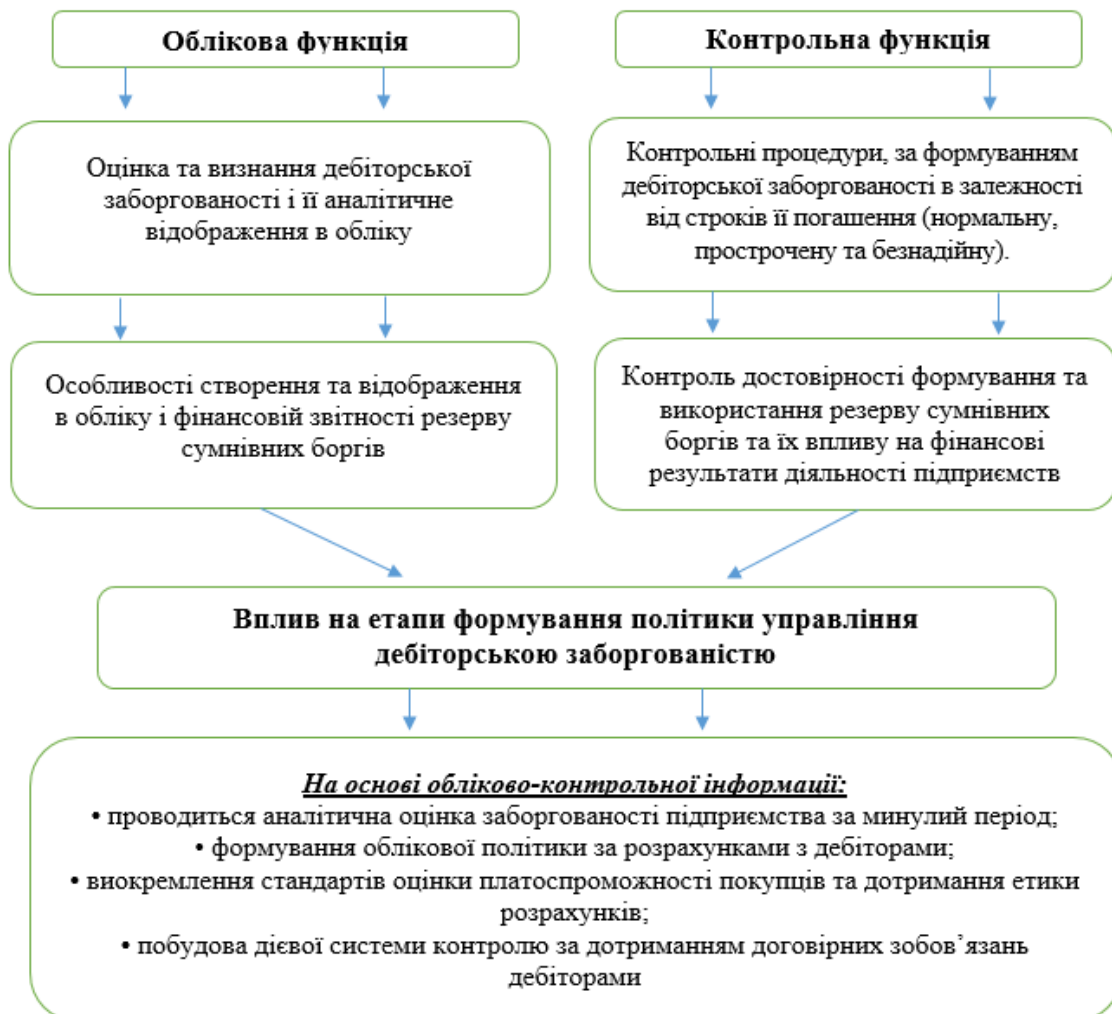 Облікова функція
Контрольна функція
Оцінка та визнання дебіторської
заборгованості і її аналітичне
відображення в обліку
Контрольні процедури, за формуванням
дебіторської заборгованості в залежності
від строків її погашення (нормальну,
прострочену та безнадійну).
Особливості створення та відображення
в обліку і фінансовій звітності резерву
сумнівних боргів
Контроль достовірності формування та
використання резерву сумнівних
боргів та їх впливу на фінансові
результати діяльності підприємств
Вплив на етапи формування політики управління
дебіторською заборгованістю
На основі обліково-контрольної інформації:
• проводиться аналітична оцінка заборгованості підприємства за минулий період;
• формування облікової політики за розрахунками з дебіторами;
• виокремлення стандартів оцінки платоспроможності покупців та дотримання етики
розрахунків;
• побудова дієвої системи контролю за дотриманням договірних зобов’язань
дебіторами